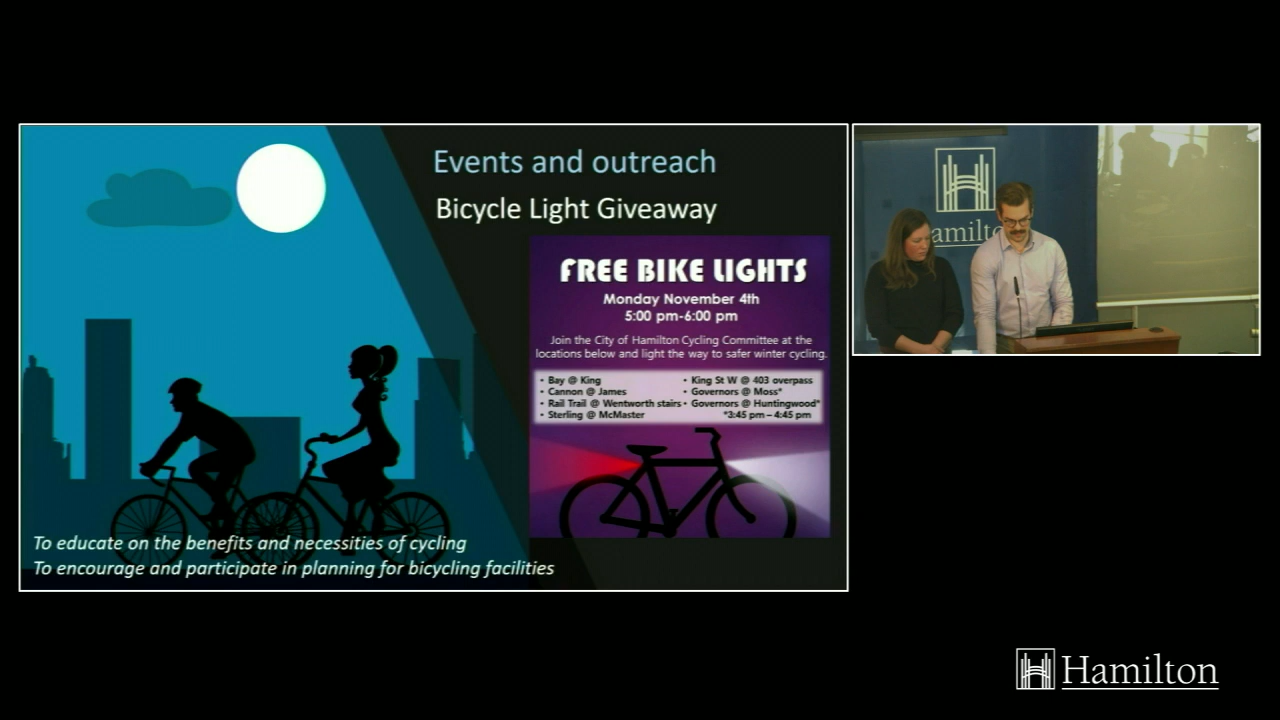 Events and outreach
Bicycle Light Giveaway
FREE BIKE LIGHTS
Monday November 4th
5:00 pm-6:00 pm
Join the City of Hamilton Cycling Committee at the
locations below and light the way to safer winter cycling.
• Bay @ King
• Cannon @ James
• Rail Trail @ Wentworth stairs
• Sterling @ McMaster
• King St W @ 403 overpass
• Governors @ Moss*
• Governors @ Huntingwood*
*3:45 pm – 4:45 pm
To educate on the benefits and necessities of cycling
To encourage and participate in planning for bicycling facilities
amilto
Hamilton